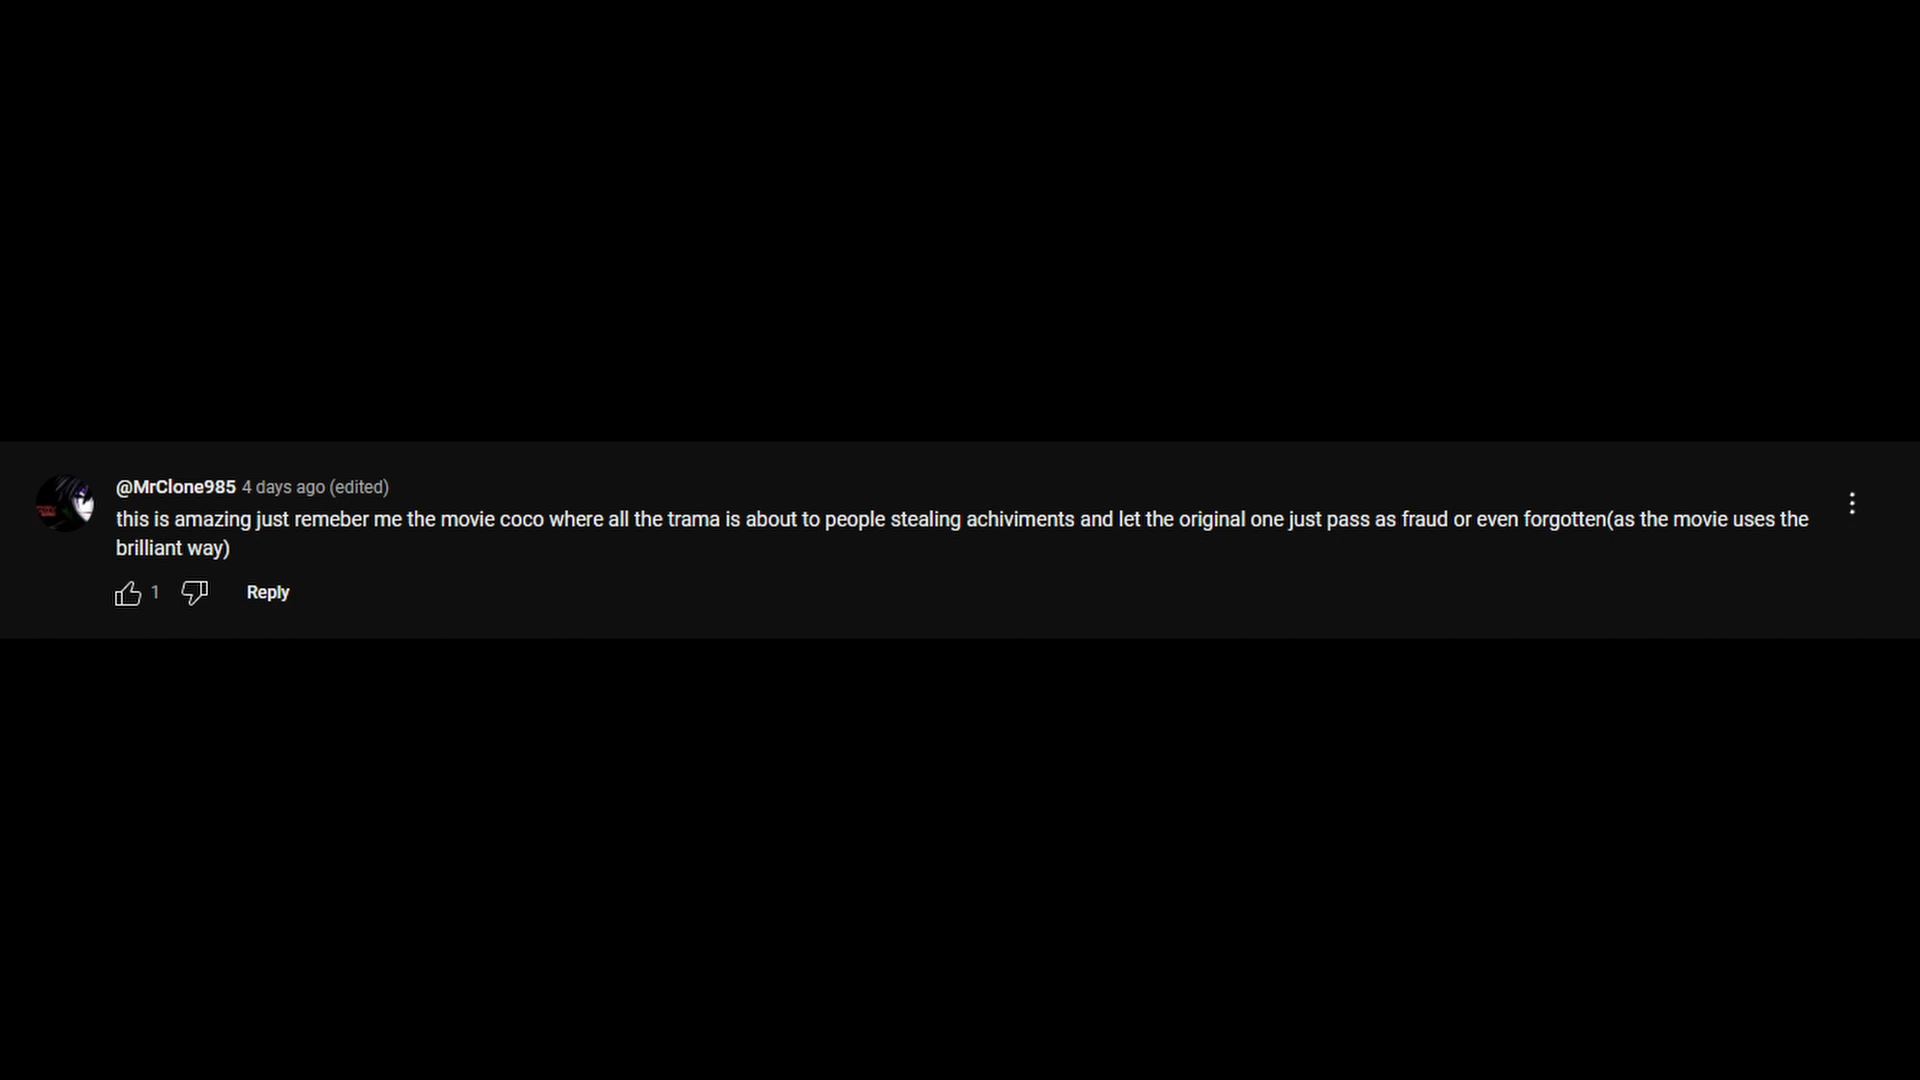 @MrClone985 4 days ago (edited)
this is amazing just remeber me the movie coco where all the trama is about to people stealing achiviments and let the original one just pass as fraud or even forgotten(as the movie uses the
brilliant way)
1 Reply